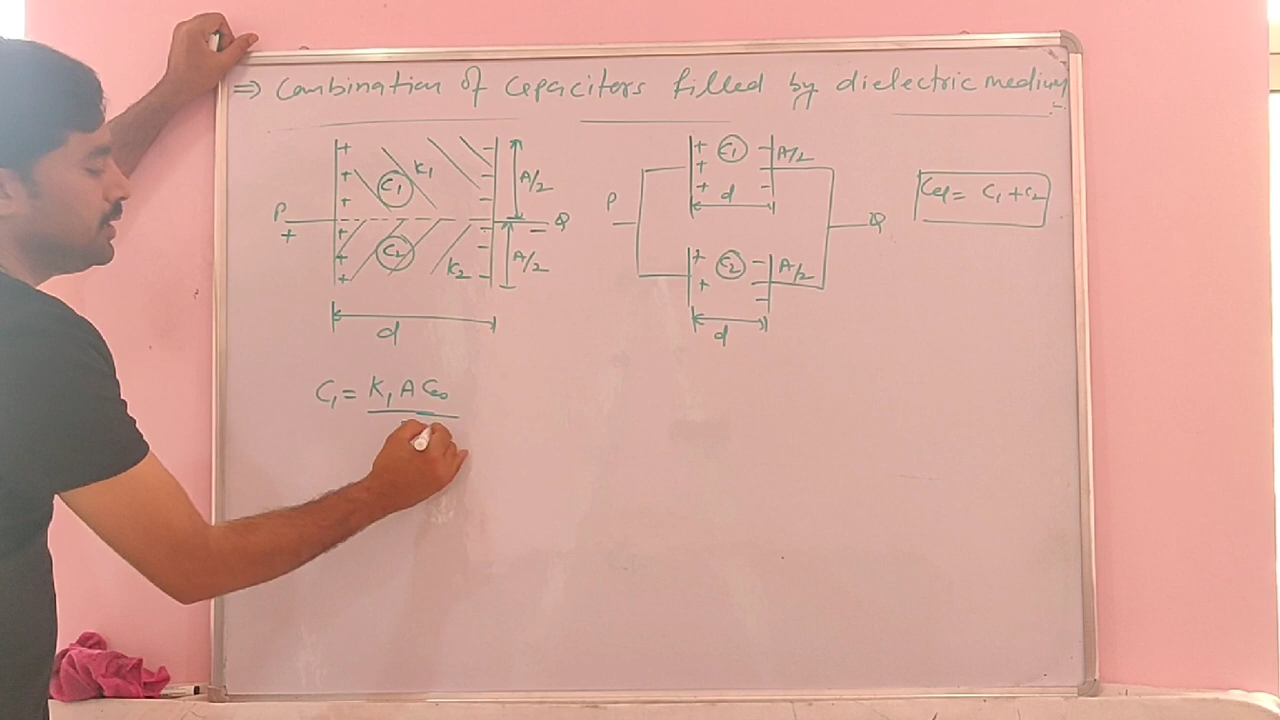 ⇒ Combination of Capacitors filled by dielectric medium
P
+
C1
K1
A/2
C2
K2
A/2
Q
−
d
P
C1
A/2
d
C2
A/2
d
Q
Ceq = C1 + C2
C1 = K1 A ε0